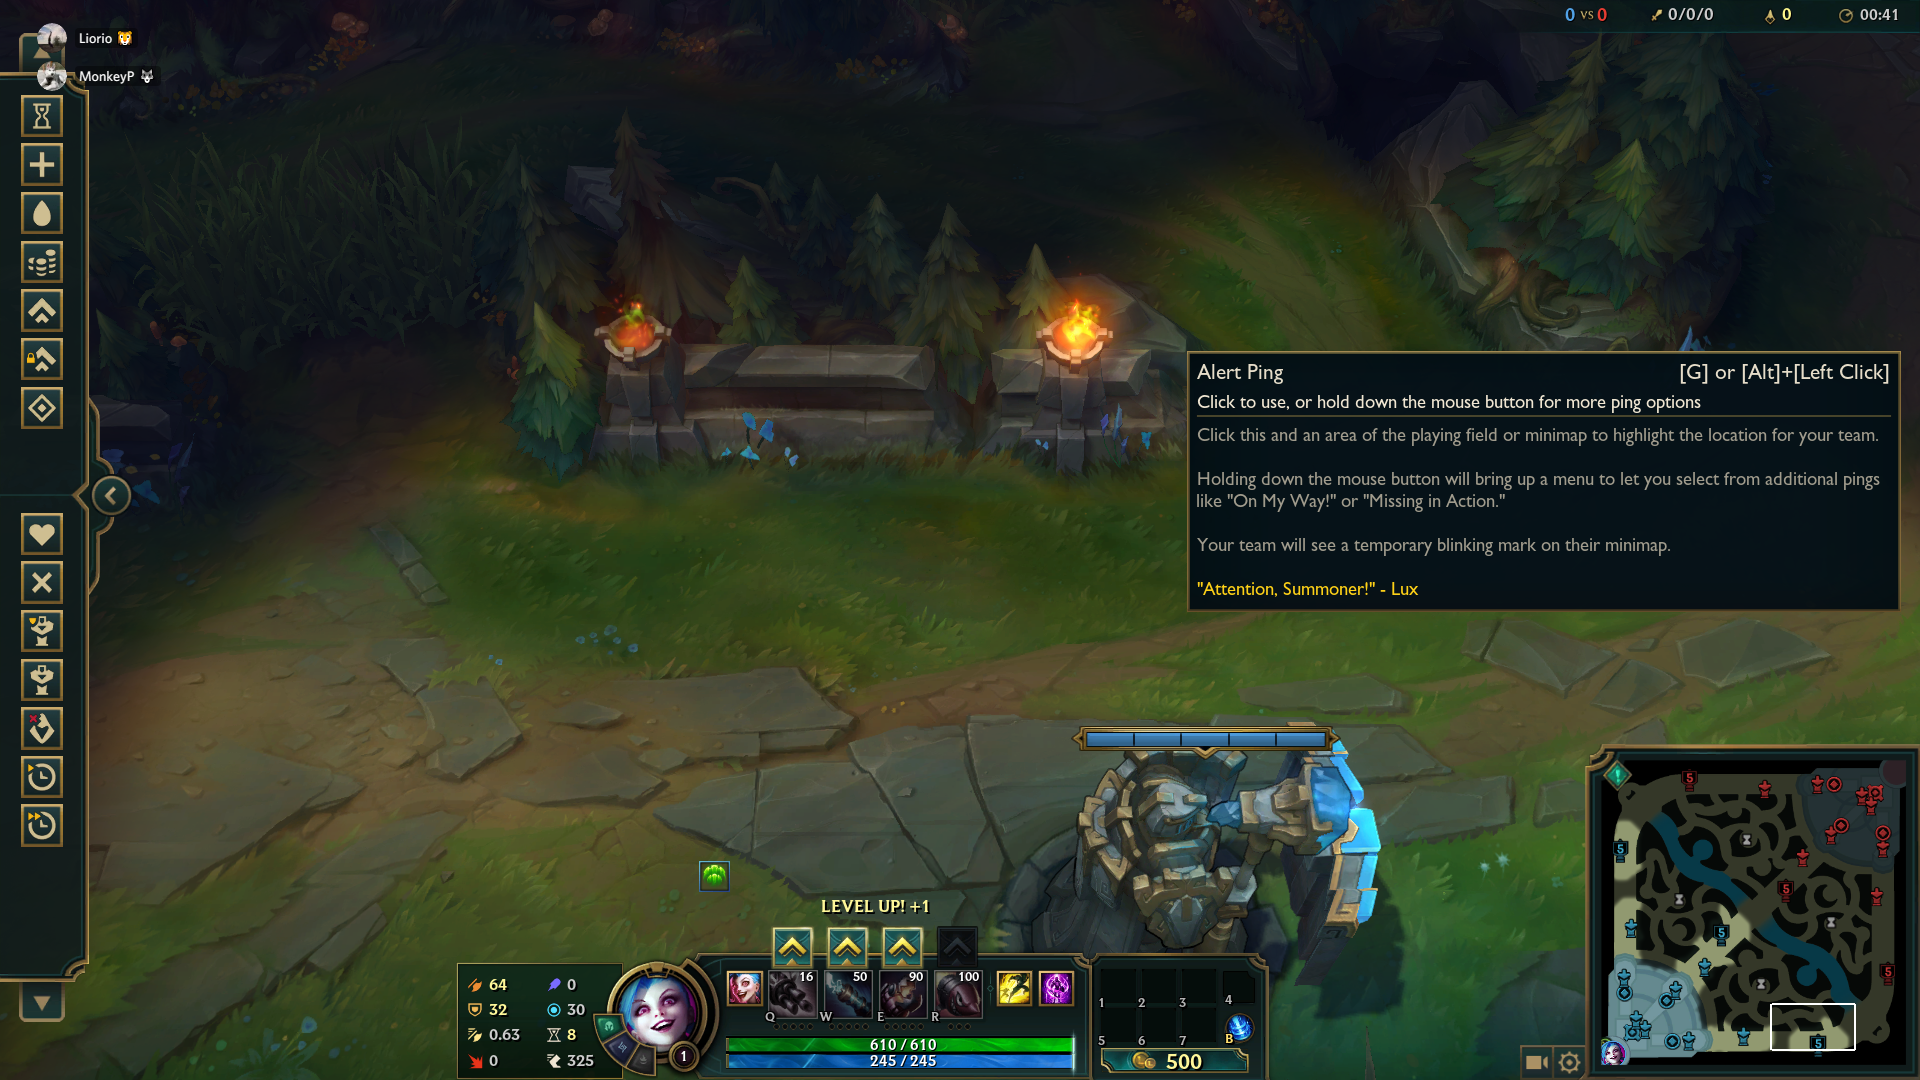 Liorio 🐯
MonkeyP 🐺
0 vs 0
0/0/0
0
00:41
Alert Ping
[G] or [Alt]+[Left Click]
Click to use, or hold down the mouse button for more ping options
Click this and an area of the playing field or minimap to highlight the location for your team.
Holding down the mouse button will bring up a menu to let you select from additional pings
like "On My Way!" or "Missing in Action."
Your team will see a temporary blinking mark on their minimap.
"Attention, Summoner!" - Lux
LEVEL UP! +1
64 0
32 30
0.63 8
0 325
1
16 50 90 100
Q W E R
610 / 610
245 / 245
1 2 3 4
5 6 7 B
500
5
5
5
5
5
5